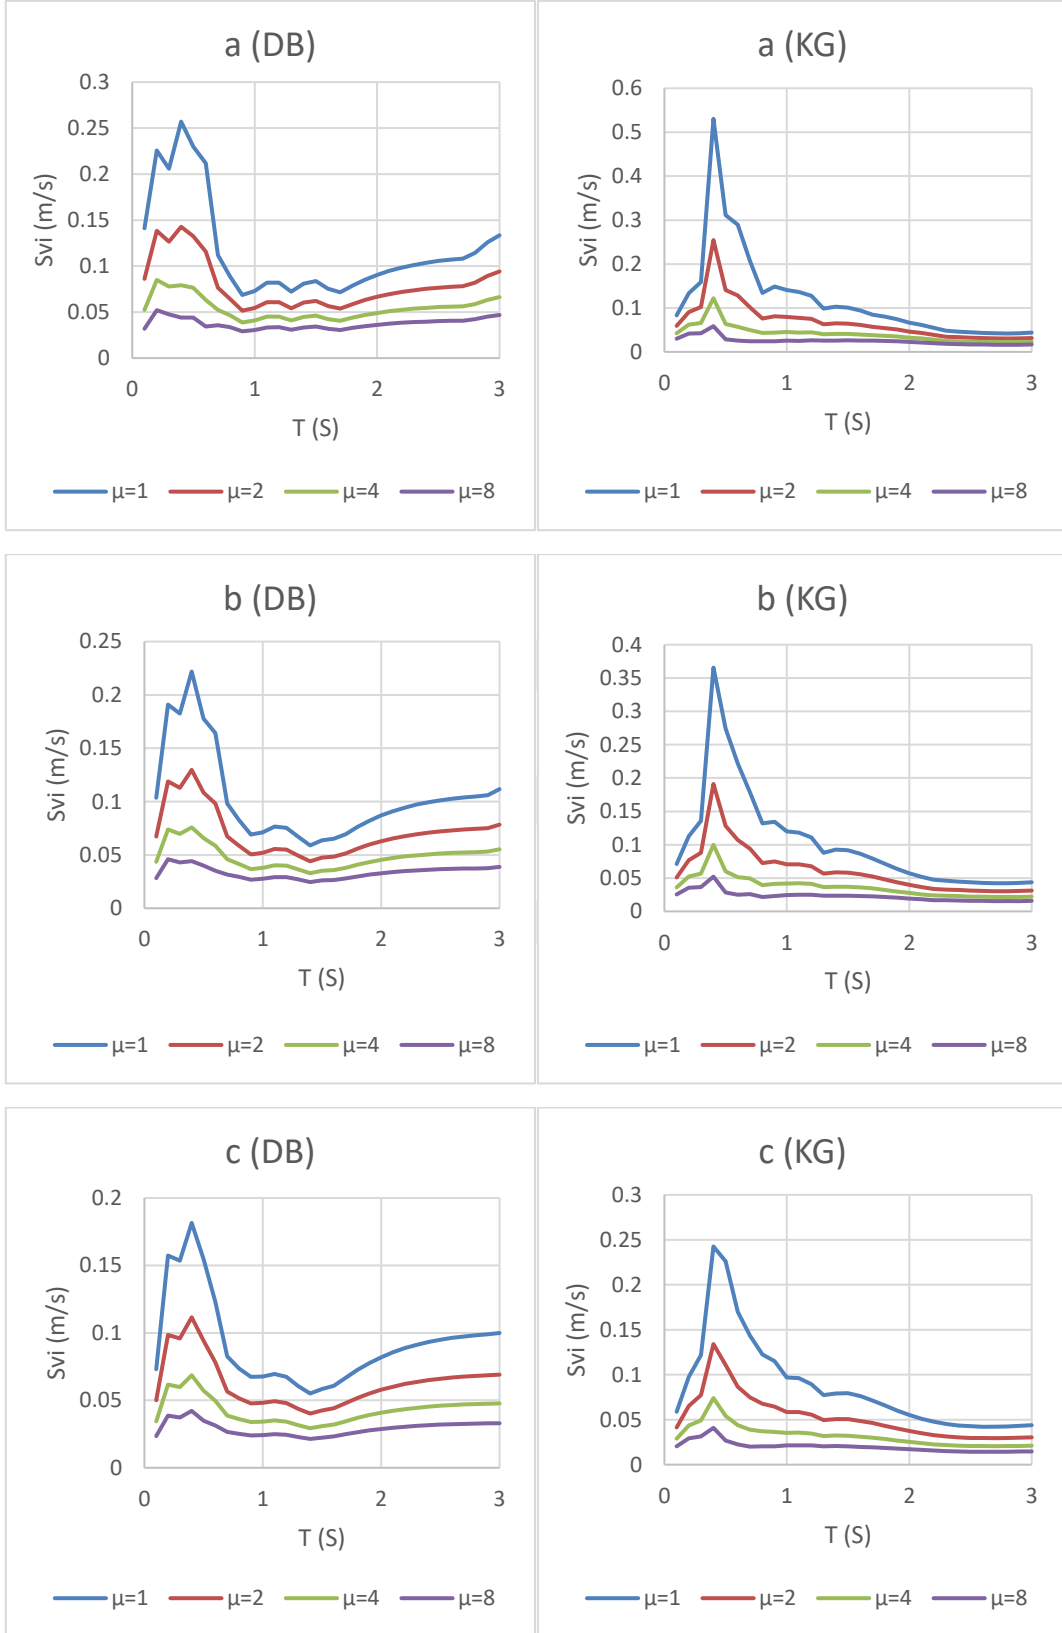 a (DB)
0.3
0.25
0.2
0.15
0.1
0.05
0
Svi (m/s)
0 1 2 3
T (S)
µ=1 µ=2 µ=4 µ=8
a (KG)
0.6
0.5
0.4
0.3
0.2
0.1
0
Svi (m/s)
0 1 2 3
T (S)
µ=1 µ=2 µ=4 µ=8
b (DB)
0.25
0.2
0.15
0.1
0.05
0
Svi (m/s)
0 1 2 3
T (S)
µ=1 µ=2 µ=4 µ=8
b (KG)
0.4
0.35
0.3
0.25
0.2
0.15
0.1
0.05
0
Svi (m/s)
0 1 2 3
T (S)
µ=1 µ=2 µ=4 µ=8
c (DB)
0.2
0.15
0.1
0.05
0
Svi (m/s)
0 1 2 3
T (S)
µ=1 µ=2 µ=4 µ=8
c (KG)
0.3
0.25
0.2
0.15
0.1
0.05
0
Svi (m/s)
0 1 2 3
T (S)
µ=1 µ=2 µ=4 µ=8